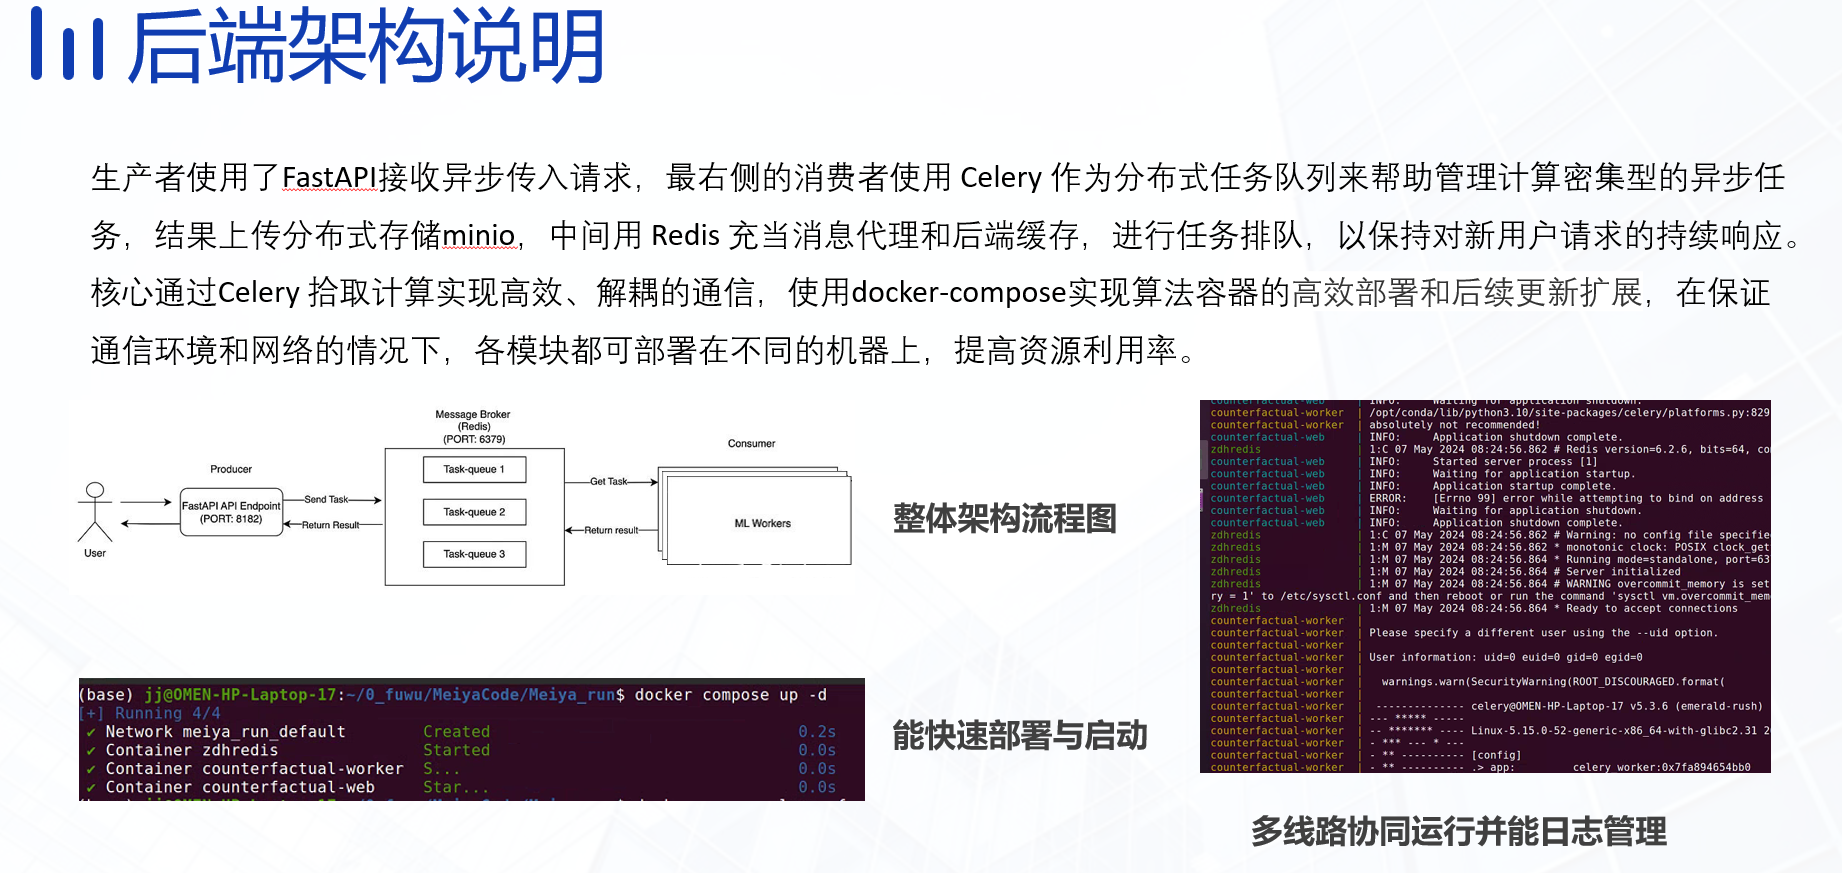 后端架构说明
生产者使用了FastAPI接收异步传入请求，最右侧的消费者使用 Celery 作为分布式任务队列来帮助管理计算密集型的异步任
务，结果上传分布式存储minio，中间用 Redis 充当消息代理和后端缓存，进行任务排队，以保持对新用户请求的持续响应。
核心通过Celery 拾取计算实现高效、解耦的通信，使用docker-compose实现算法容器的高效部署和后续更新扩展，在保证
通信环境和网络的情况下，各模块都可部署在不同的机器上，提高资源利用率。
Message Broker
(Redis)
(PORT: 6379)
Consumer
Producer
Task-queue 1
Get Task
FastAPI API Endpoint
(PORT: 8182)
Send Task
Return Result
Task-queue 2
Return result
ML Workers
User
Task-queue 3
整体架构流程图
(base) jj@OMEN-HP-Laptop-17:~/0_fuwu/MeiyaCode/Meiya_run$ docker compose up -d
[+] Running 4/4
✔ Network meiya_run_default Created 0.2s
✔ Container zdhredis Started 0.0s
✔ Container counterfactual-worker S... 0.0s
✔ Container counterfactual-web Star... 0.0s
能快速部署与启动
counterfactual-web | INFO: Waiting for application shutdown.
counterfactual-worker | /opt/conda/lib/python3.10/site-packages/celery/platforms.py:829
counterfactual-worker | absolutely not recommended!
counterfactual-web | INFO: Application shutdown complete.
zdhredis | 1:C 07 May 2024 08:24:56.862 # Redis version=6.2.6, bits=64, co
counterfactual-web | INFO: Started server process [1]
counterfactual-web | INFO: Waiting for application startup.
counterfactual-web | INFO: Application startup complete.
counterfactual-web | ERROR: [Errno 99] error while attempting to bind on address
counterfactual-web | INFO: Waiting for application shutdown.
counterfactual-web | INFO: Application shutdown complete.
zdhredis | 1:C 07 May 2024 08:24:56.862 # Warning: no config file specifie
zdhredis | 1:M 07 May 2024 08:24:56.862 * monotonic clock: POSIX clock_get
zdhredis | 1:M 07 May 2024 08:24:56.864 * Running mode=standalone, port=63
zdhredis | 1:M 07 May 2024 08:24:56.864 # Server initialized
zdhredis | 1:M 07 May 2024 08:24:56.864 # WARNING overcommit_memory is set
ry = 1' to /etc/sysctl.conf and then reboot or run the command 'sysctl vm.overcommit_mem
zdhredis | 1:M 07 May 2024 08:24:56.864 * Ready to accept connections
counterfactual-worker |
counterfactual-worker | Please specify a different user using the --uid option.
counterfactual-worker |
counterfactual-worker | User information: uid=0 euid=0 gid=0 egid=0
counterfactual-worker |
counterfactual-worker | warnings.warn(SecurityWarning(ROOT_DISCOURAGED.format(
counterfactual-worker |
counterfactual-worker | -------------- celery@OMEN-HP-Laptop-17 v5.3.6 (emerald-rush)
counterfactual-worker | --- ***** -----
counterfactual-worker | -- ******* ---- Linux-5.15.0-52-generic-x86_64-with-glibc2.31 2
counterfactual-worker | - *** --- * ---
counterfactual-worker | - ** ---------- [config]
counterfactual-worker | - ** ---------- .> app: celery worker:0x7fa894654bb0
多线路协同运行并能日志管理